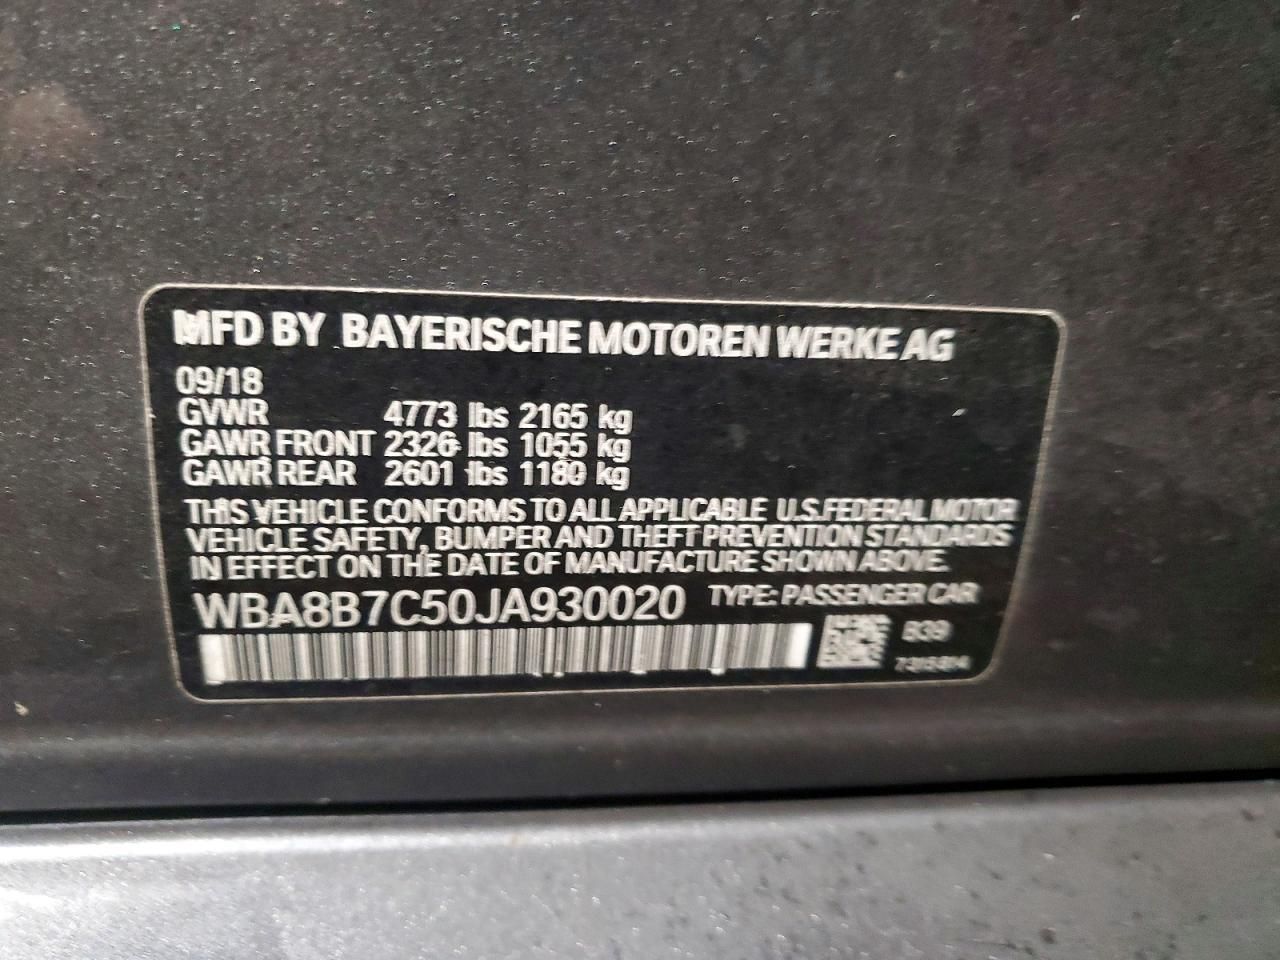 MFD BY BAYERISCHE MOTOREN WERKE AG
09/18
GVWR 4773 lbs 2165 kg
GAWR FRONT 2326 lbs 1055 kg
GAWR REAR 2601 lbs 1180 kg
THIS VEHICLE CONFORMS TO ALL APPLICABLE U.S.FEDERAL MOTOR
VEHICLE SAFETY, BUMPER AND THEFT PREVENTION STANDARDS
IN EFFECT ON THE DATE OF MANUFACTURE SHOWN ABOVE.
WBA8B7C50JA930020 TYPE: PASSENGER CAR
B39